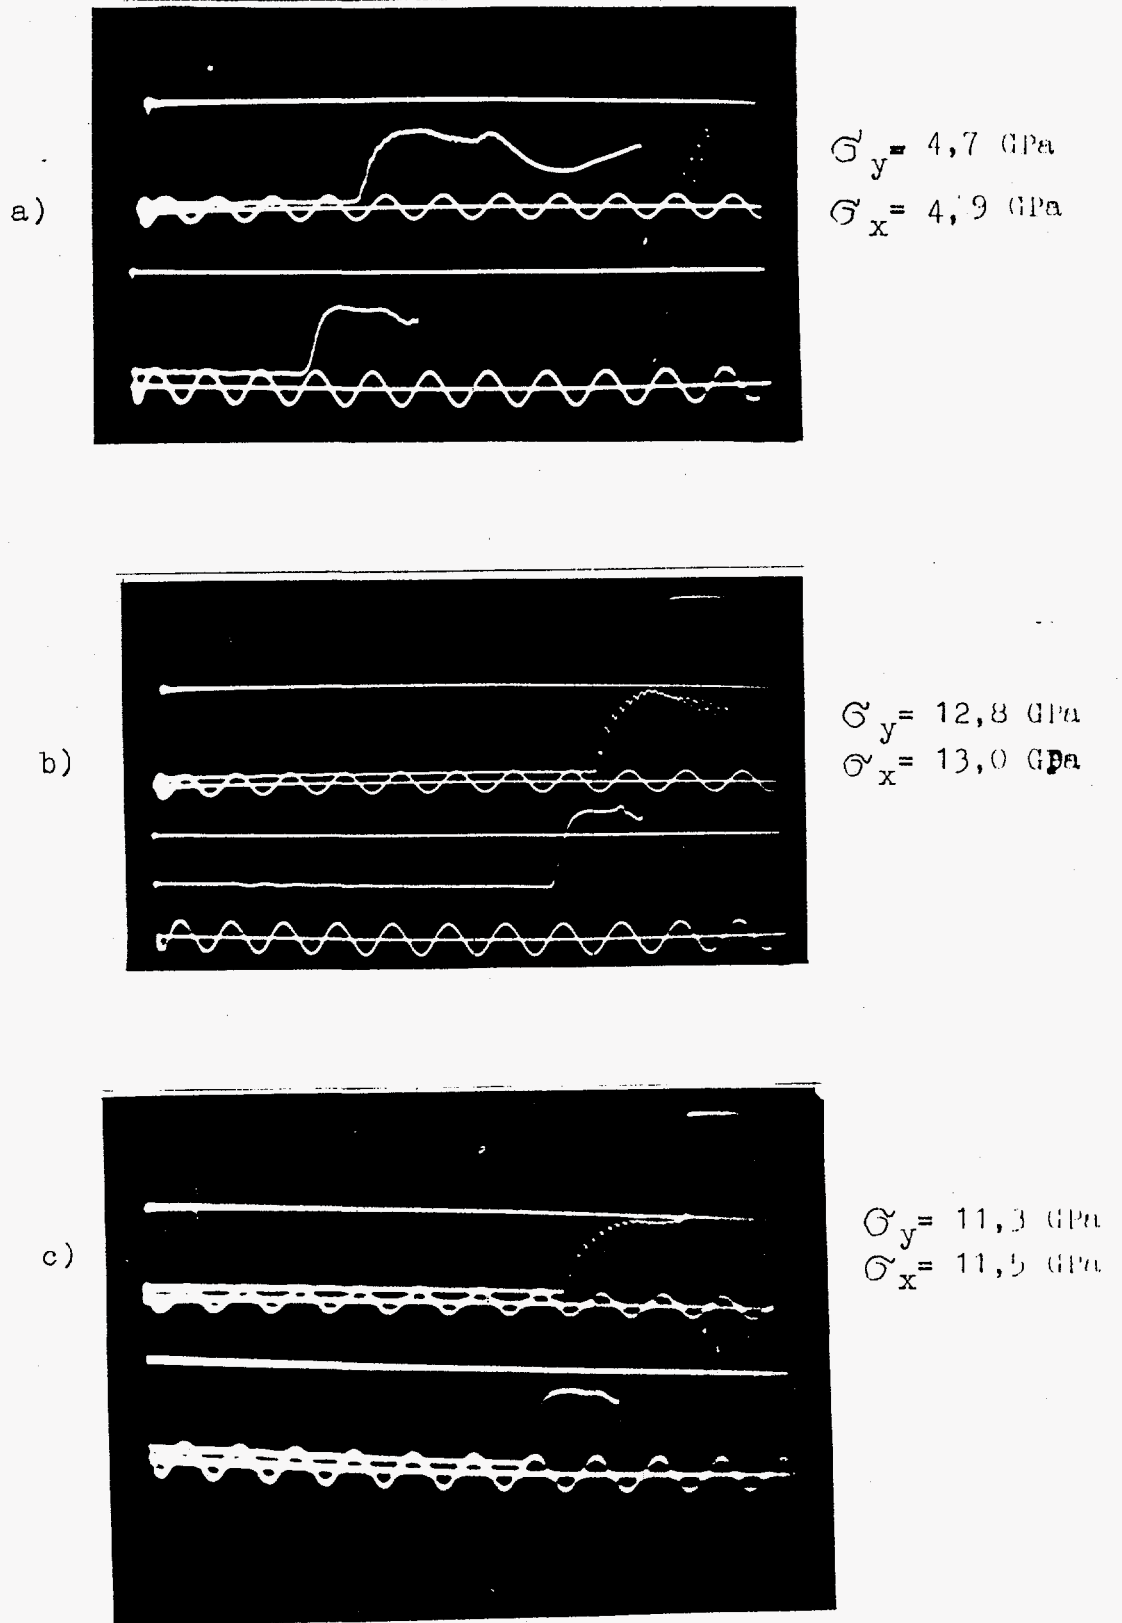 a)
σy= 4,7 GPa
σx= 4,9 GPa
b)
σy= 12,8 GPa
σx= 13,0 GPa
c)
σy= 11,3 GPa
σx= 11,5 GPa